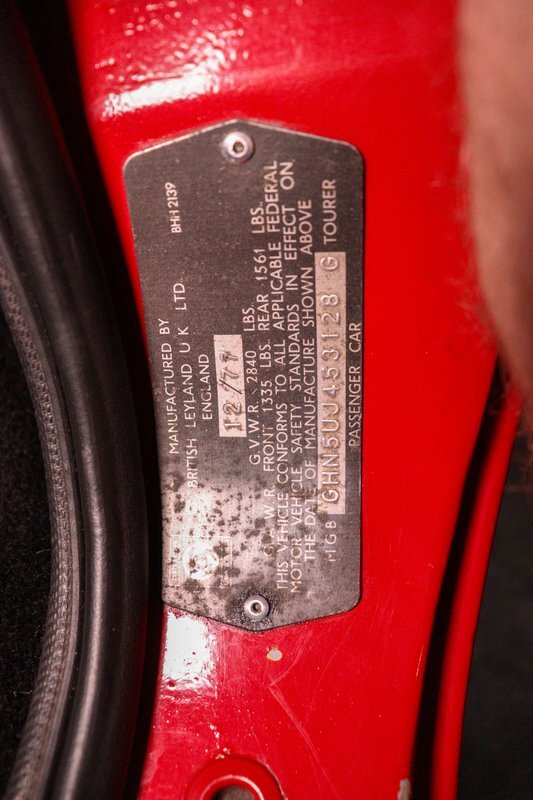 BHH 2139
MANUFACTURED BY
BRITISH LEYLAND U K LTD.
ENGLAND
12/77
G.V.W.R. 2840 LBS.
G.A.W.R. FRONT 1335 LBS. REAR 1561 LBS.
THIS VEHICLE CONFORMS TO ALL APPLICABLE FEDERAL
MOTOR VEHICLE SAFETY STANDARDS IN EFFECT ON
THE DATE OF MANUFACTURE SHOWN ABOVE
MGB GHN5UJ453128 G TOURER
PASSENGER CAR